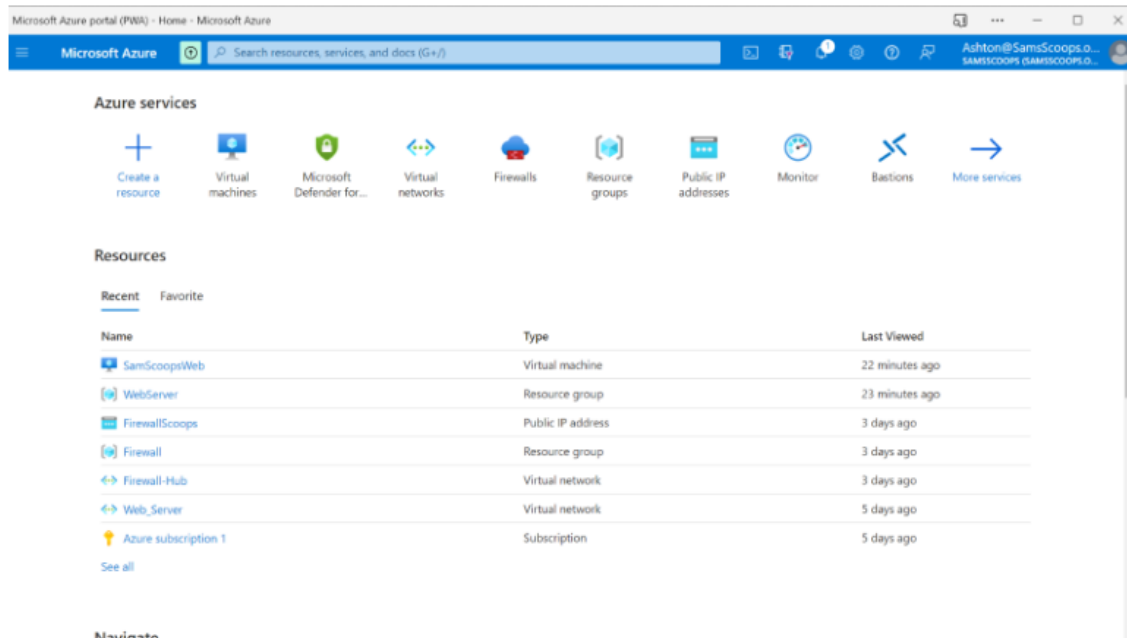 Microsoft Azure portal (PWA) - Home - Microsoft Azure
Microsoft Azure Search resources, services, and docs (G+/) 1 Ashton@SamsScoops.o...
SAMSSCOOPS (SAMSSCOOPS.O...
Azure services
Create a resource
Virtual machines
Microsoft Defender for...
Virtual networks
Firewalls
Resource groups
Public IP addresses
Monitor
Bastions
More services
Resources
Recent Favorite
Name Type Last Viewed
SamScoopsWeb Virtual machine 22 minutes ago
WebServer Resource group 23 minutes ago
FirewallScoops Public IP address 3 days ago
Firewall Resource group 3 days ago
Firewall-Hub Virtual network 3 days ago
Web_Server Virtual network 5 days ago
Azure subscription 1 Subscription 5 days ago
See all
Navigate